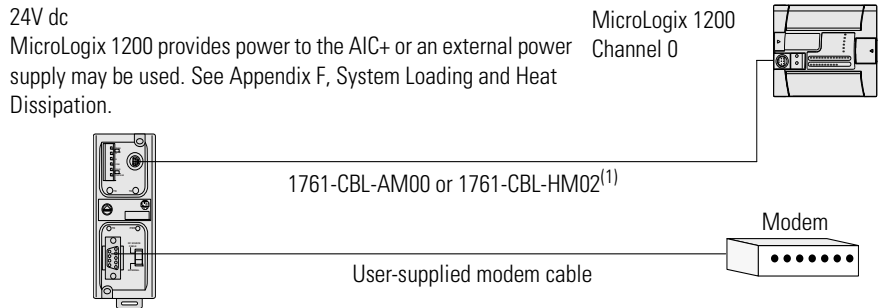 24V dc
MicroLogix 1200 provides power to the AIC+ or an external power
supply may be used. See Appendix F, System Loading and Heat
Dissipation.
MicroLogix 1200
Channel 0
1761-CBL-AM00 or 1761-CBL-HM02(1)
Modem
User-supplied modem cable